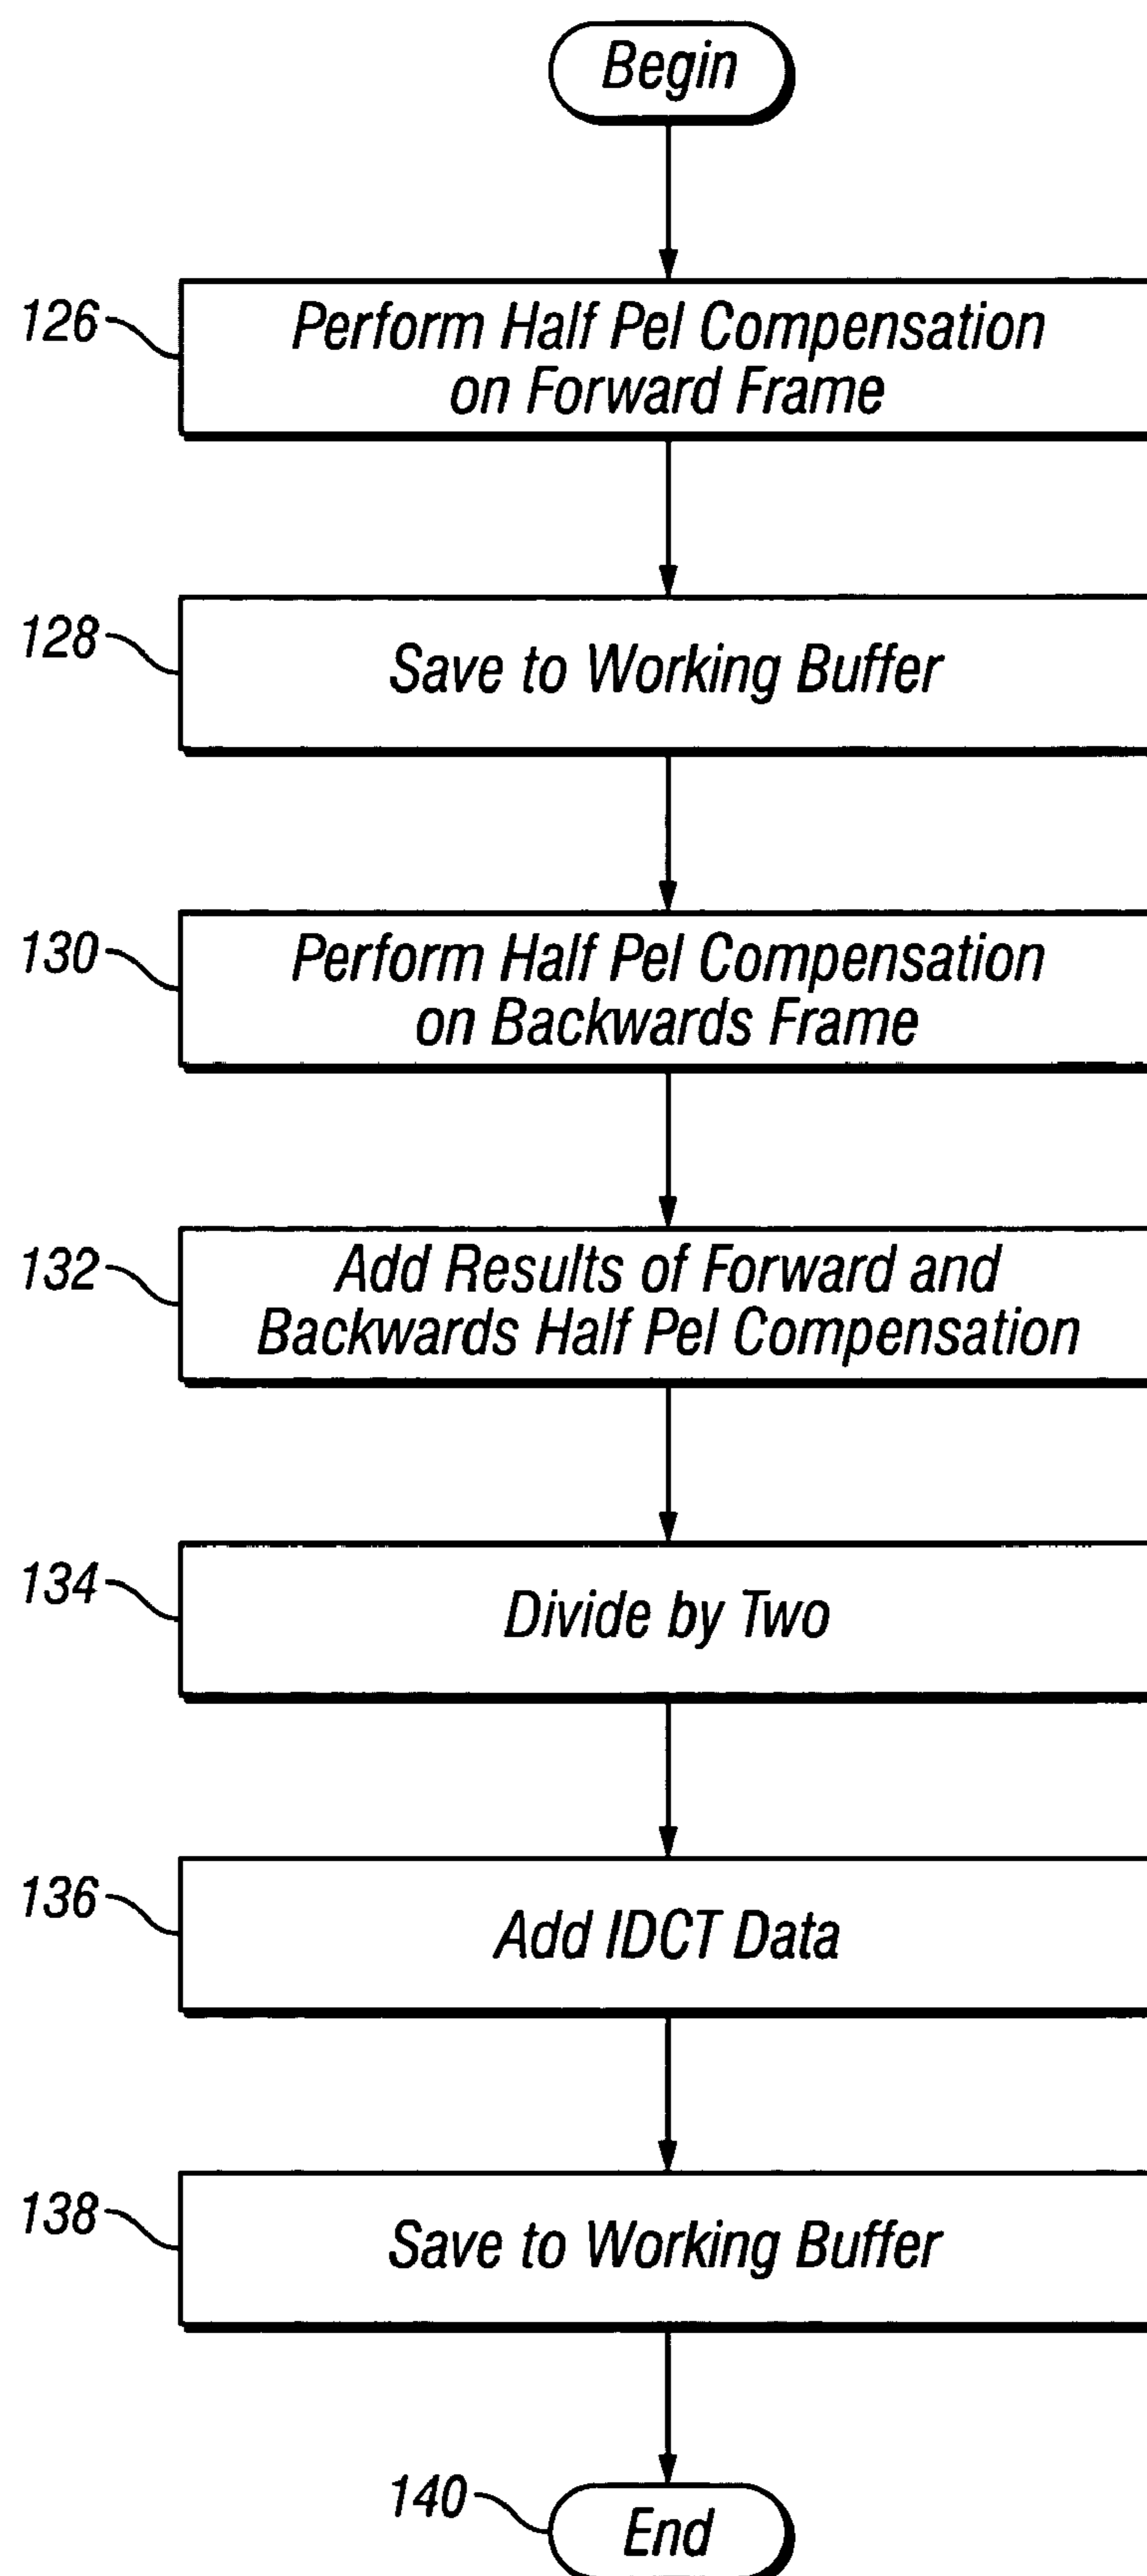 Begin
126
Perform Half Pel Compensation
on Forward Frame
128
Save to Working Buffer
130
Perform Half Pel Compensation
on Backwards Frame
132
Add Results of Forward and
Backwards Half Pel Compensation
134
Divide by Two
136
Add IDCT Data
138
Save to Working Buffer
140
End